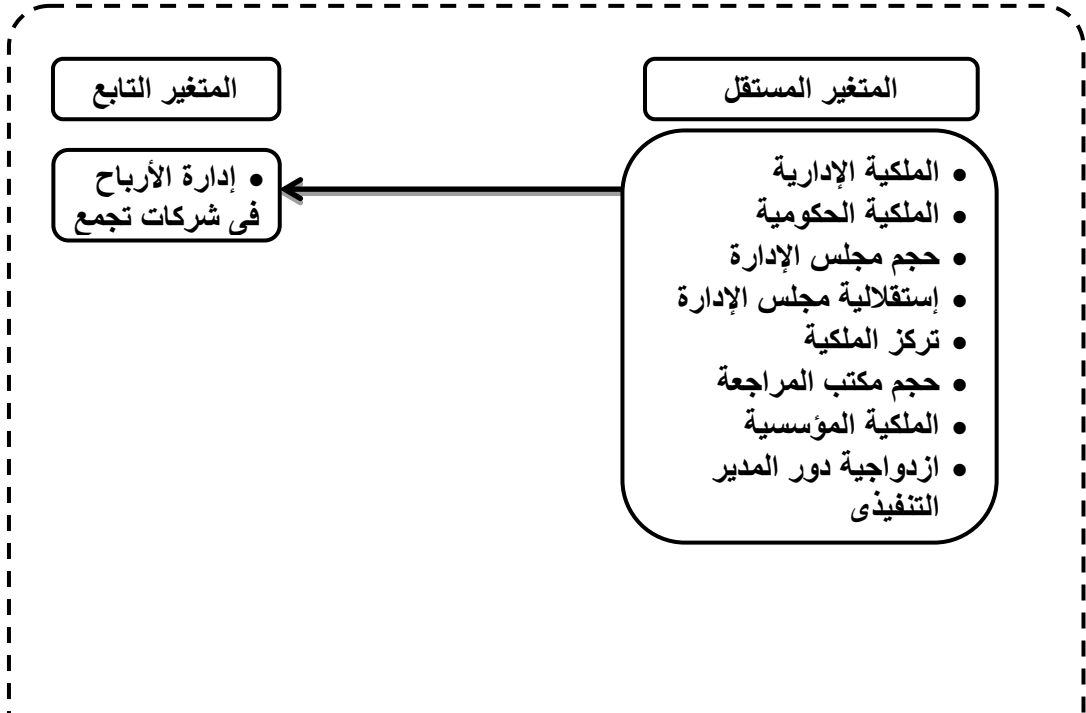 المتغير المستقل
المتغير التابع
• الملكية الإدارية
• الملكية الحكومية
• حجم مجلس الإدارة
• إستقلالية مجلس الإدارة
• تركز الملكية
• حجم مكتب المراجعة
• الملكية المؤسسية
• ازدواجية دور المدير
التنفيذى
• إدارة الأرباح
فى شركات تجمع